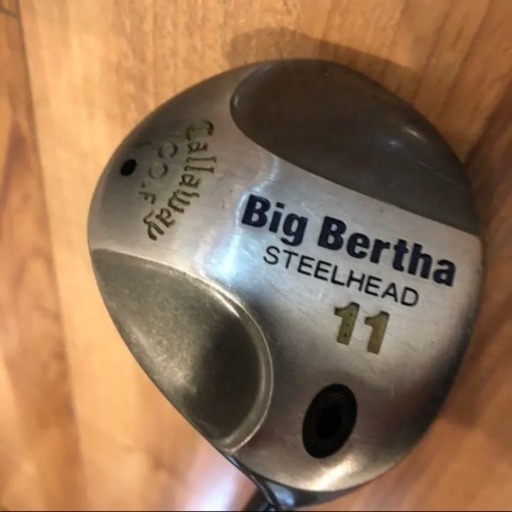 Callaway
GOLF
Big Bertha
STEELHEAD
11